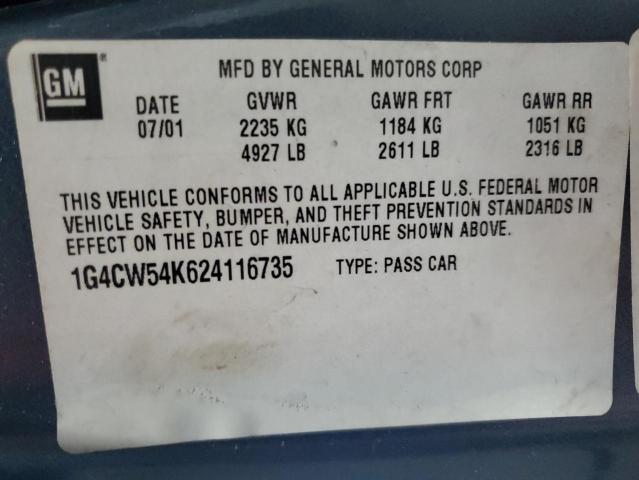 GM ®
MFD BY GENERAL MOTORS CORP
DATE GVWR GAWR FRT GAWR RR
07/01 2235 KG 1184 KG 1051 KG
4927 LB 2611 LB 2316 LB
THIS VEHICLE CONFORMS TO ALL APPLICABLE U.S. FEDERAL MOTOR
VEHICLE SAFETY, BUMPER, AND THEFT PREVENTION STANDARDS IN
EFFECT ON THE DATE OF MANUFACTURE SHOWN ABOVE.
1G4CW54K624116735 TYPE: PASS CAR